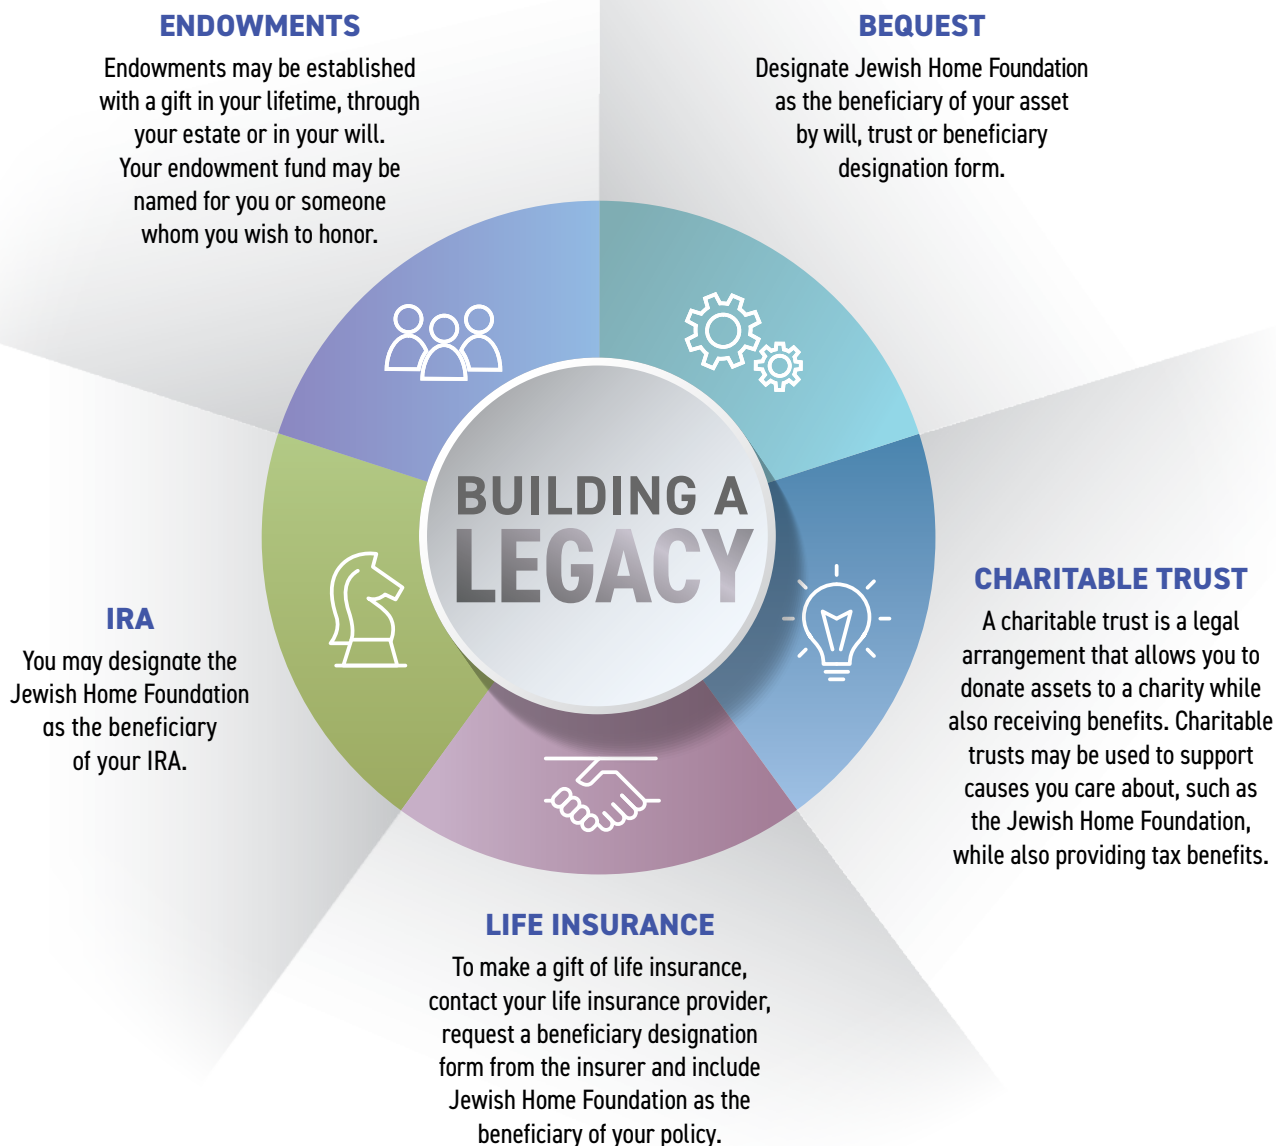 ENDOWMENTS
Endowments may be established
with a gift in your lifetime, through
your estate or in your will.
Your endowment fund may be
named for you or someone
whom you wish to honor.
BEQUEST
Designate Jewish Home Foundation
as the beneficiary of your asset
by will, trust or beneficiary
designation form.
BUILDING A
LEGACY
CHARITABLE TRUST
A charitable trust is a legal
arrangement that allows you to
donate assets to a charity while
also receiving benefits. Charitable
trusts may be used to support
causes you care about, such as
the Jewish Home Foundation,
while also providing tax benefits.
IRA
You may designate the
Jewish Home Foundation
as the beneficiary
of your IRA.
LIFE INSURANCE
To make a gift of life insurance,
contact your life insurance provider,
request a beneficiary designation
form from the insurer and include
Jewish Home Foundation as the
beneficiary of your policy.